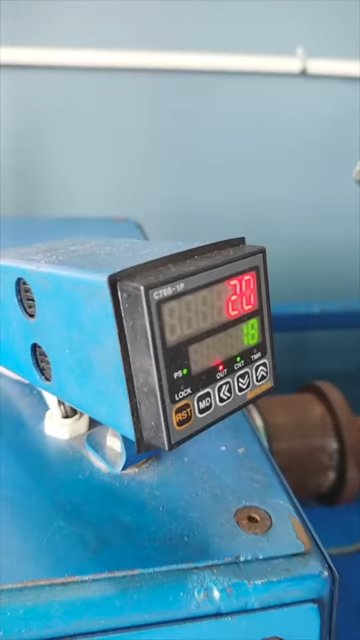 CT6S-1P
20
18
PS
OUT CNT TMR
LOCK
RST MD